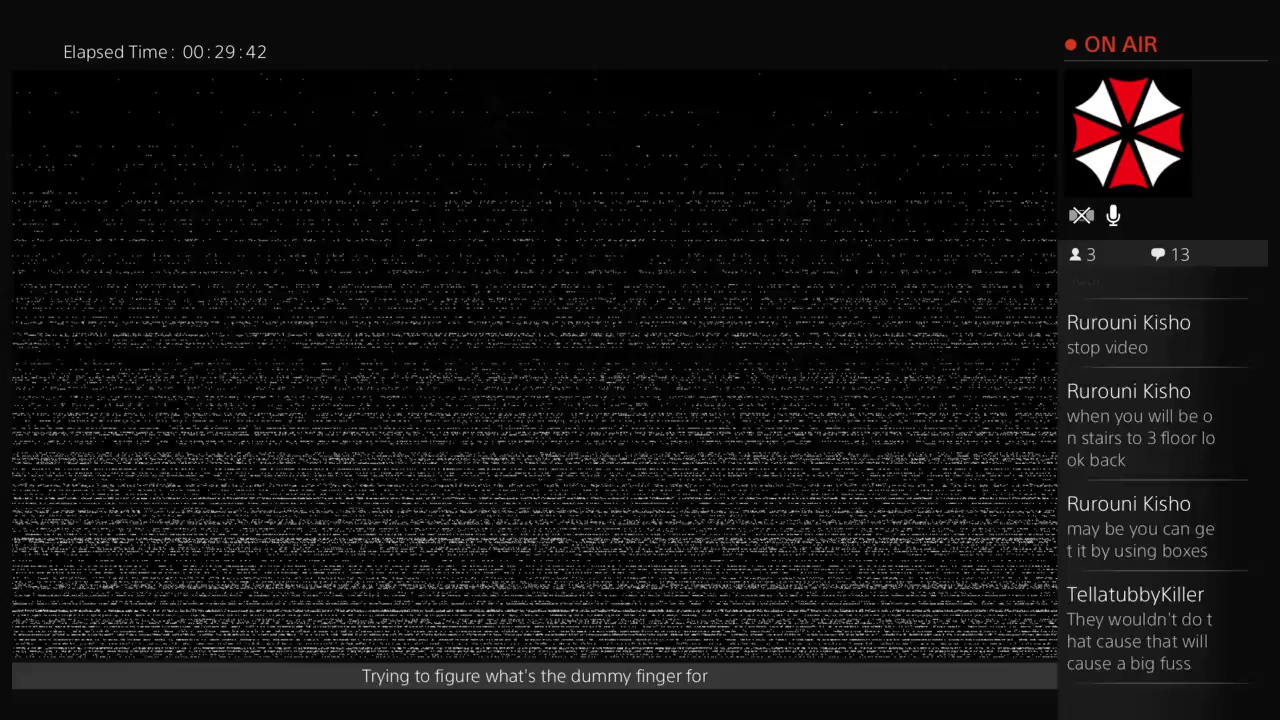 Elapsed Time: 00:29:42
ON AIR
3
13
Rurouni Kisho
stop video
Rurouni Kisho
when you will be o
n stairs to 3 floor lo
ok back
Rurouni Kisho
may be you can ge
t it by using boxes
TellatubbyKiller
They wouldn't do t
hat cause that will
cause a big fuss
Trying to figure what's the dummy finger for